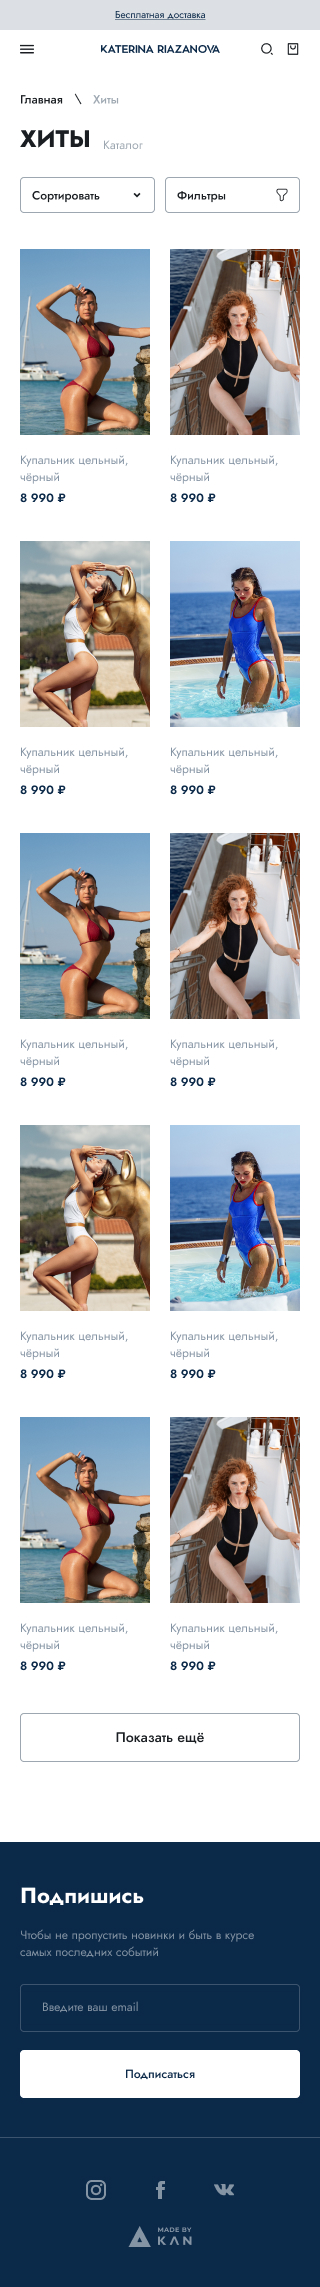 Бесплатная доставка
KATERINA RIAZANOVA
Главная \ Хиты
ХИТЫ Каталог
Сортировать
Фильтры
Купальник цельный,
чёрный
8 990 ₽
Купальник цельный,
чёрный
8 990 ₽
Купальник цельный,
чёрный
8 990 ₽
Купальник цельный,
чёрный
8 990 ₽
Купальник цельный,
чёрный
8 990 ₽
Купальник цельный,
чёрный
8 990 ₽
Купальник цельный,
чёрный
8 990 ₽
Купальник цельный,
чёрный
8 990 ₽
Купальник цельный,
чёрный
8 990 ₽
Купальник цельный,
чёрный
8 990 ₽
Показать ещё
Подпишись
Чтобы не пропустить новинки и быть в курсе
самых последних событий
Введите ваш email
Подписаться
MADE BY
KAN